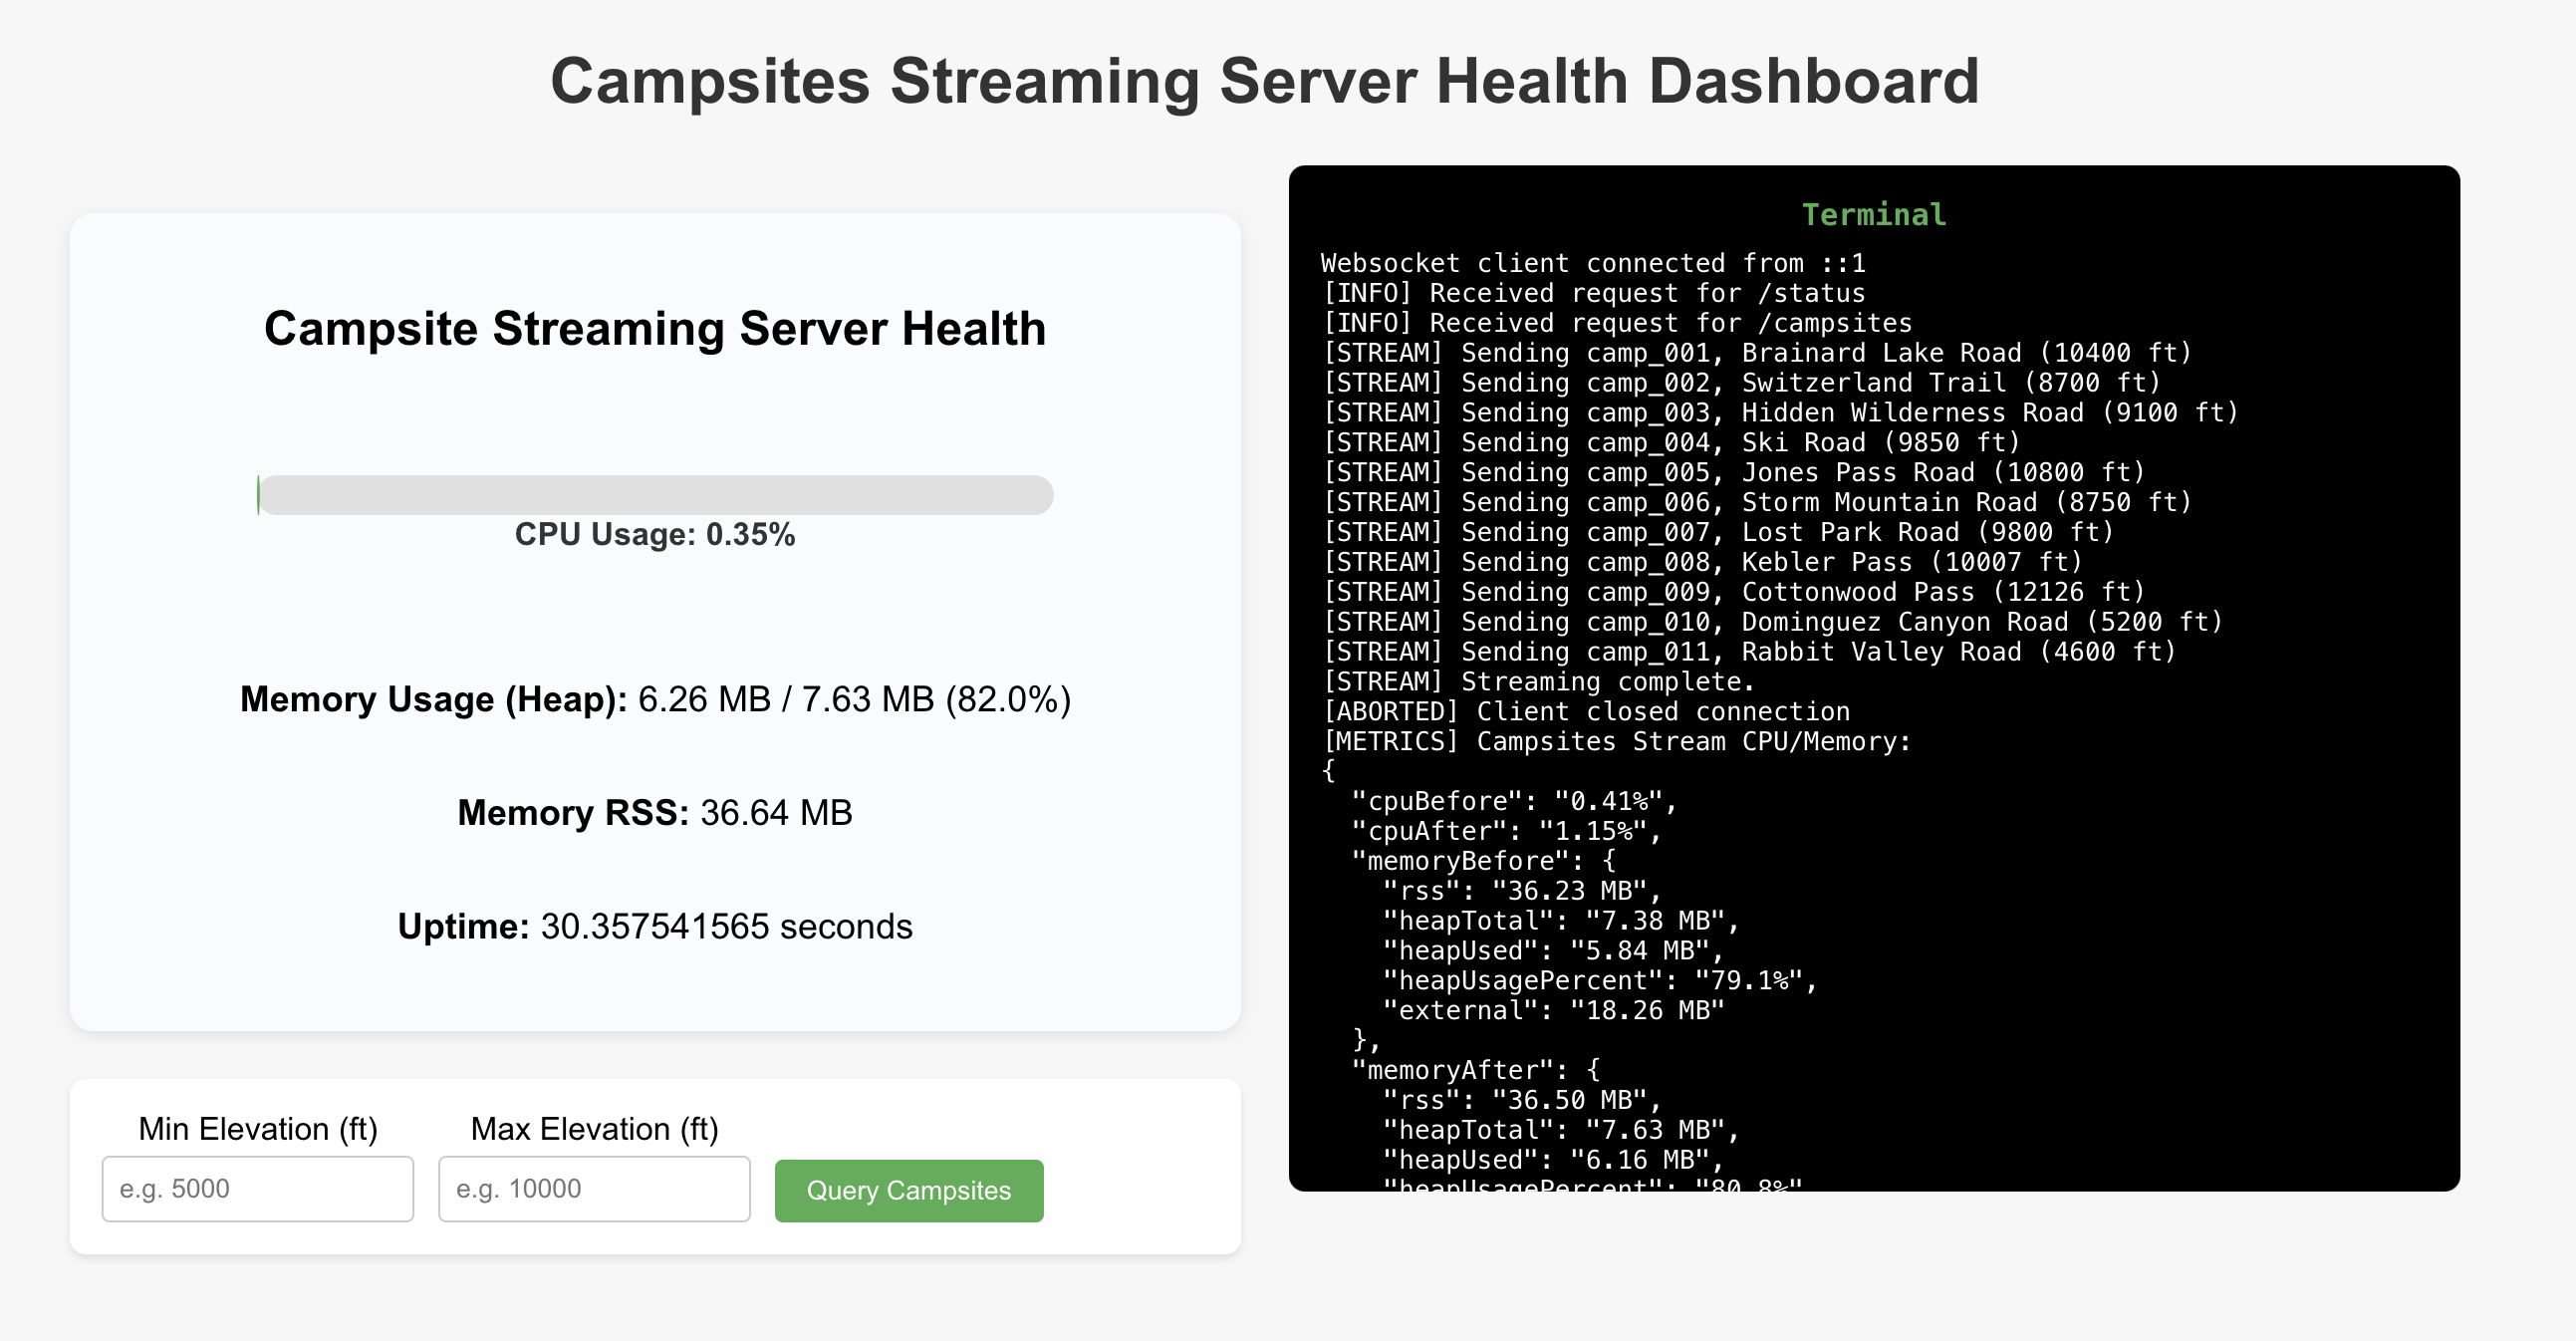 Campsites Streaming Server Health Dashboard
Campsite Streaming Server Health
CPU Usage: 0.35%
Memory Usage (Heap): 6.26 MB / 7.63 MB (82.0%)
Memory RSS: 36.64 MB
Uptime: 30.357541565 seconds
Min Elevation (ft)
Max Elevation (ft)
e.g. 5000
e.g. 10000
Query Campsites
Terminal
Websocket client connected from ::1
[INFO] Received request for /status
[INFO] Received request for /campsites
[STREAM] Sending camp_001, Brainard Lake Road (10400 ft)
[STREAM] Sending camp_002, Switzerland Trail (8700 ft)
[STREAM] Sending camp_003, Hidden Wilderness Road (9100 ft)
[STREAM] Sending camp_004, Ski Road (9850 ft)
[STREAM] Sending camp_005, Jones Pass Road (10800 ft)
[STREAM] Sending camp_006, Storm Mountain Road (8750 ft)
[STREAM] Sending camp_007, Lost Park Road (9800 ft)
[STREAM] Sending camp_008, Kebler Pass (10007 ft)
[STREAM] Sending camp_009, Cottonwood Pass (12126 ft)
[STREAM] Sending camp_010, Dominguez Canyon Road (5200 ft)
[STREAM] Sending camp_011, Rabbit Valley Road (4600 ft)
[STREAM] Streaming complete.
[ABORTED] Client closed connection
[METRICS] Campsites Stream CPU/Memory:
{
  "cpuBefore": "0.41%",
  "cpuAfter": "1.15%",
  "memoryBefore": {
    "rss": "36.23 MB",
    "heapTotal": "7.38 MB",
    "heapUsed": "5.84 MB",
    "heapUsagePercent": "79.1%",
    "external": "18.26 MB"
  },
  "memoryAfter": {
    "rss": "36.50 MB",
    "heapTotal": "7.63 MB",
    "heapUsed": "6.16 MB",
    "heapUsagePercent": "80.8%"